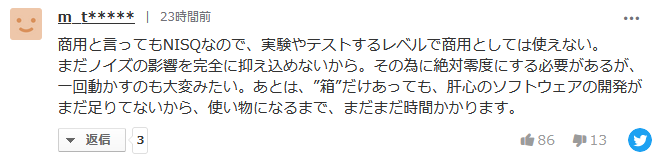 m_t***** | 23時間前
商用と言ってもNISQなので、実験やテストするレベルで商用としては使えない。
まだノイズの影響を完全に抑え込めないから。その為に絶対零度にする必要があるが、
一回動かすのも大変みたい。あとは、”箱”だけあっても、肝心のソフトウェアの開発が
まだ足りてないから、使い物になるまで、まだまだ時間かかります。
返信 3 86 13